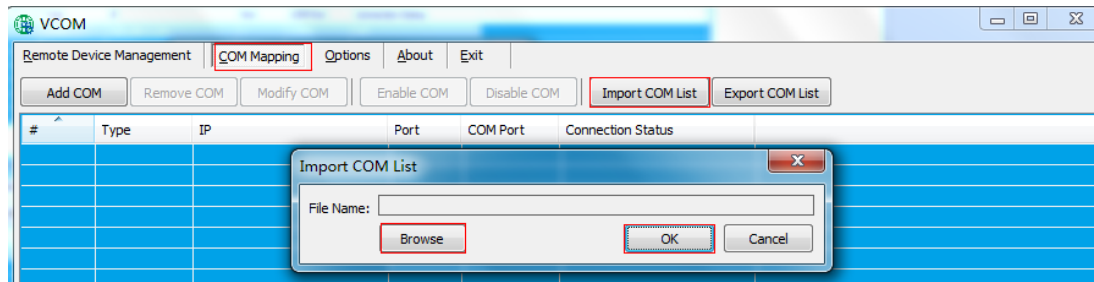 VCOM
Remote Device Management COM Mapping Options About Exit
Add COM Remove COM Modify COM Enable COM Disable COM Import COM List Export COM List
# Type IP Port COM Port Connection Status
Import COM List
File Name:
Browse OK Cancel